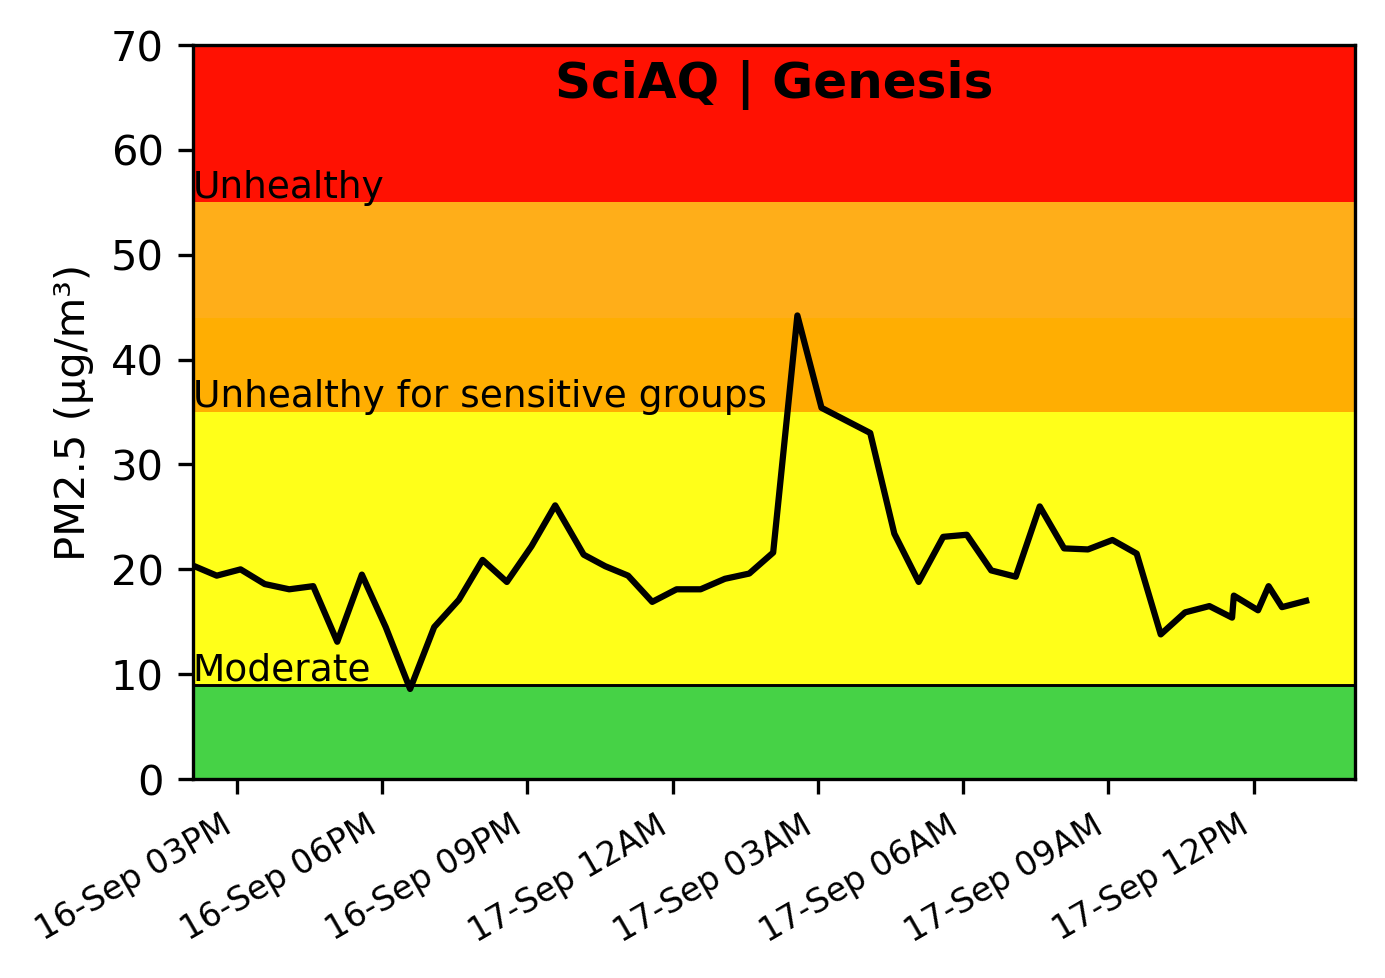 SciAQ | Genesis
PM2.5 (µg/m³)
70
60
Unhealthy
50
40
Unhealthy for sensitive groups
30
20
10
Moderate
0
16-Sep 03PM
16-Sep 06PM
16-Sep 09PM
17-Sep 12AM
17-Sep 03AM
17-Sep 06AM
17-Sep 09AM
17-Sep 12PM